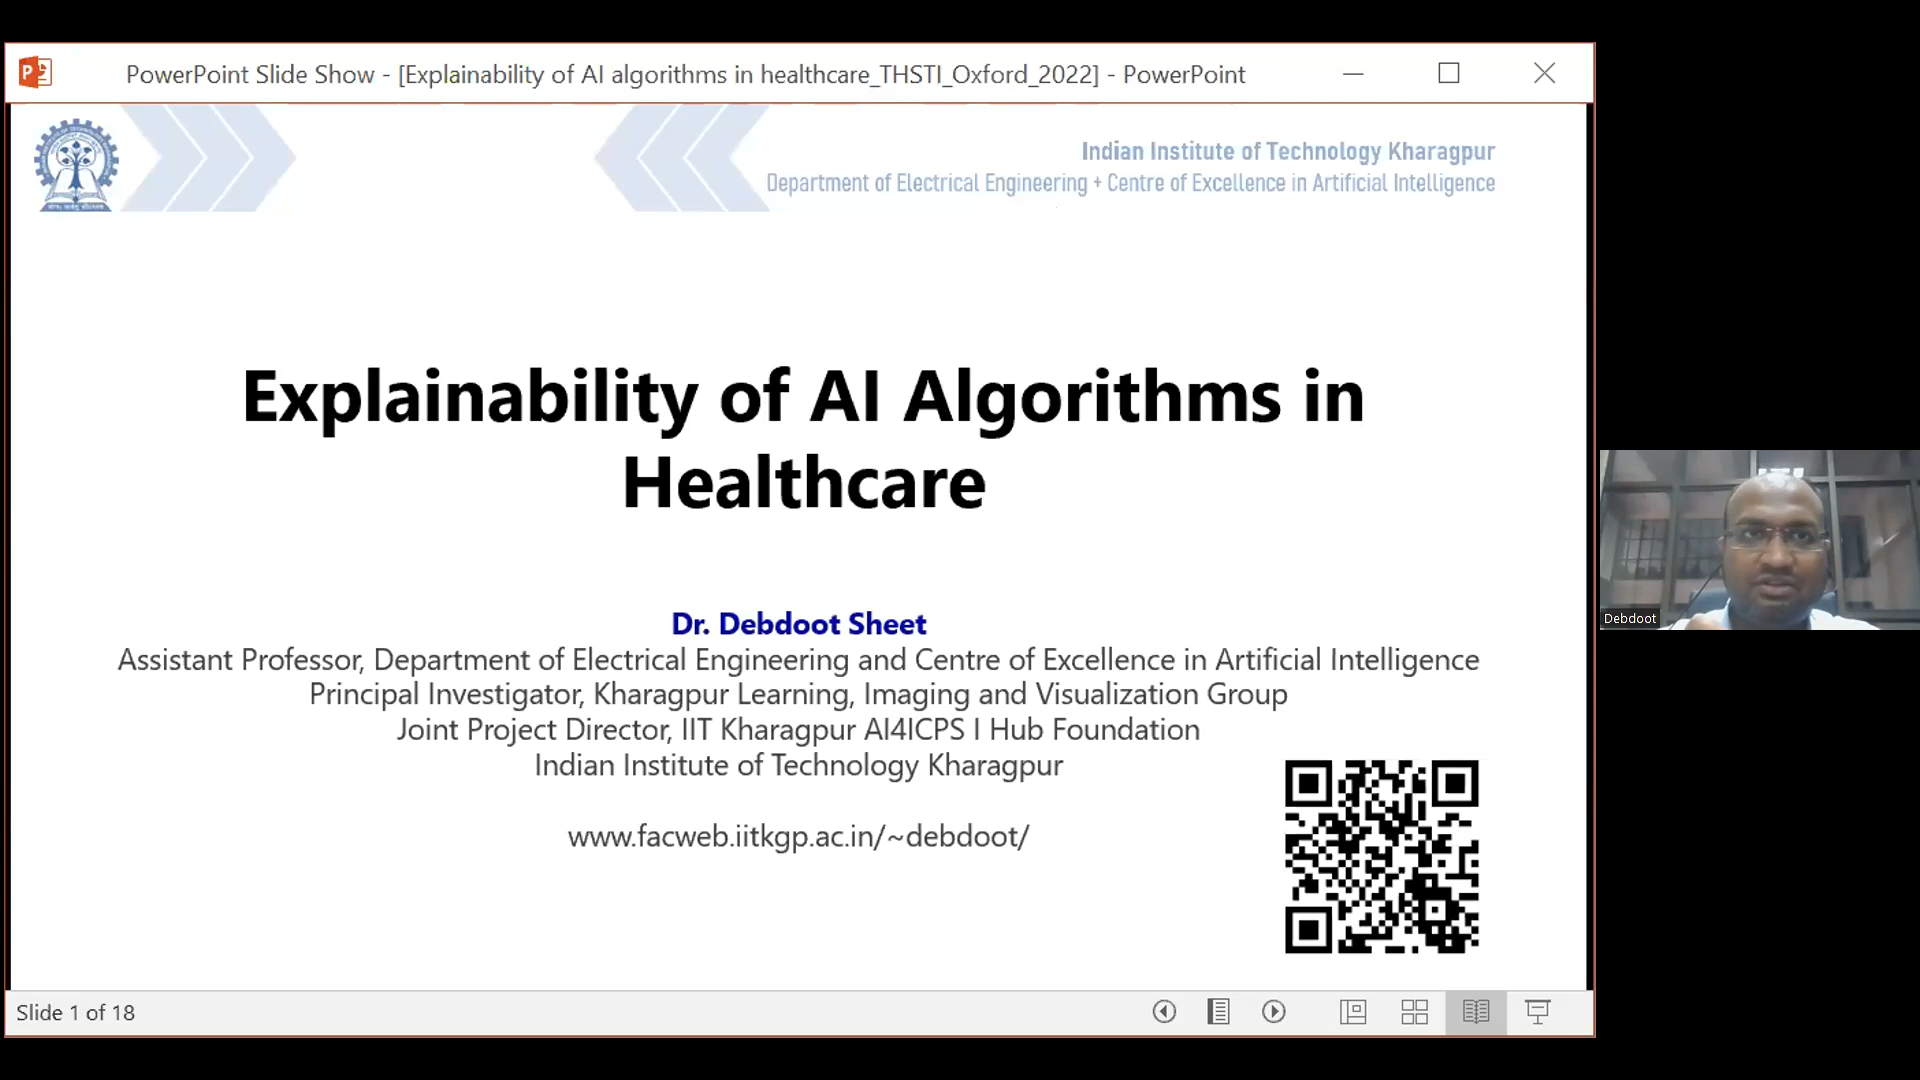 PowerPoint Slide Show - [Explainability of AI algorithms in healthcare_THSTI_Oxford_2022] - PowerPoint
Indian Institute of Technology Kharagpur
Department of Electrical Engineering + Centre of Excellence in Artificial Intelligence
Explainability of AI Algorithms in
Healthcare
Dr. Debdoot Sheet
Assistant Professor, Department of Electrical Engineering and Centre of Excellence in Artificial Intelligence
Principal Investigator, Kharagpur Learning, Imaging and Visualization Group
Joint Project Director, IIT Kharagpur AI4ICPS I Hub Foundation
Indian Institute of Technology Kharagpur
www.facweb.iitkgp.ac.in/~debdoot/
Debdoot
Slide 1 of 18